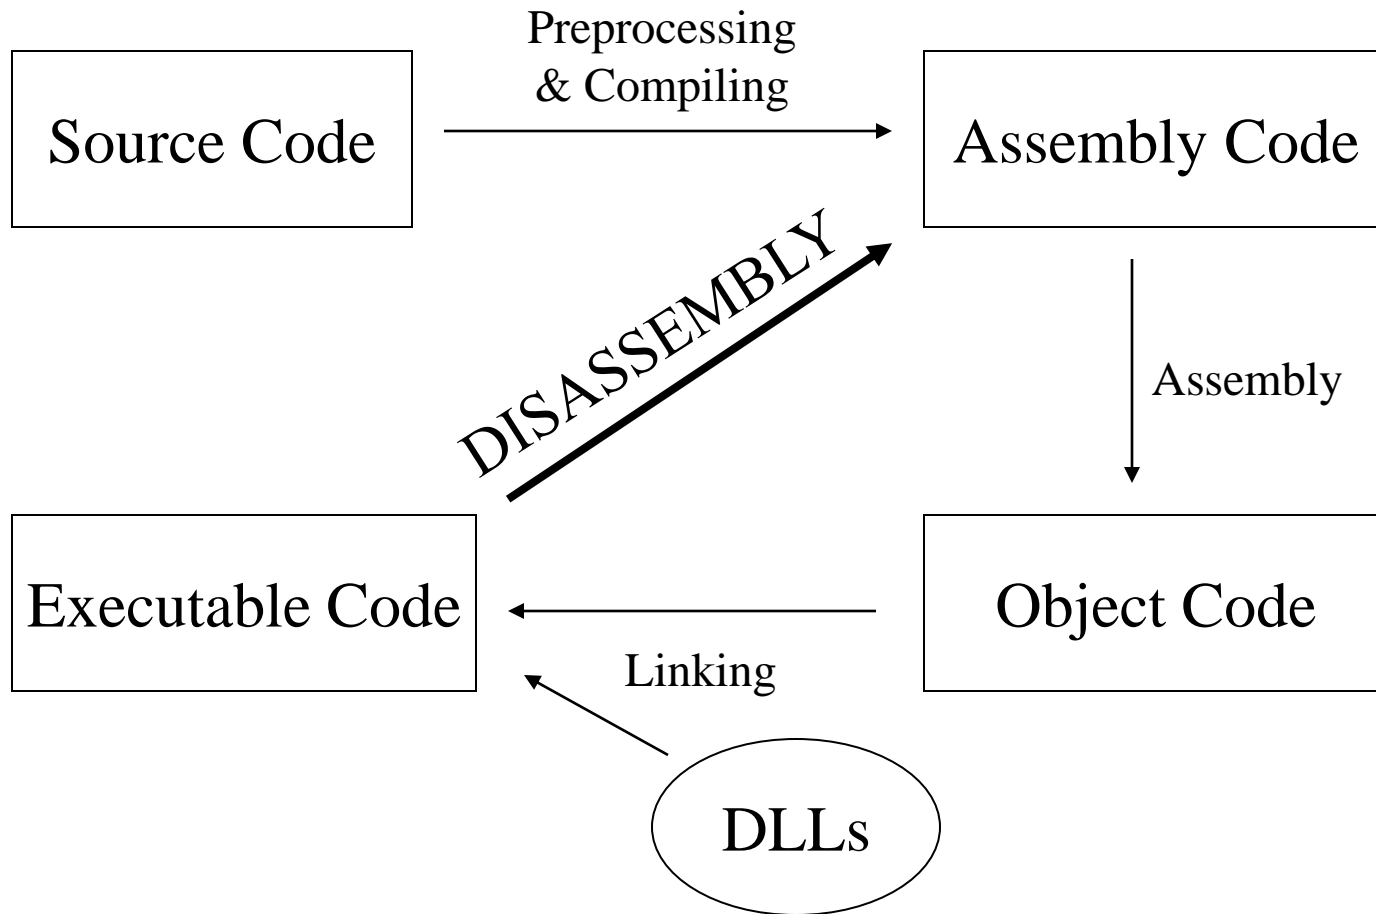 Preprocessing
& Compiling
Source Code
Assembly Code
DISASSEMBLY
Assembly
Executable Code
Object Code
Linking
DLLs